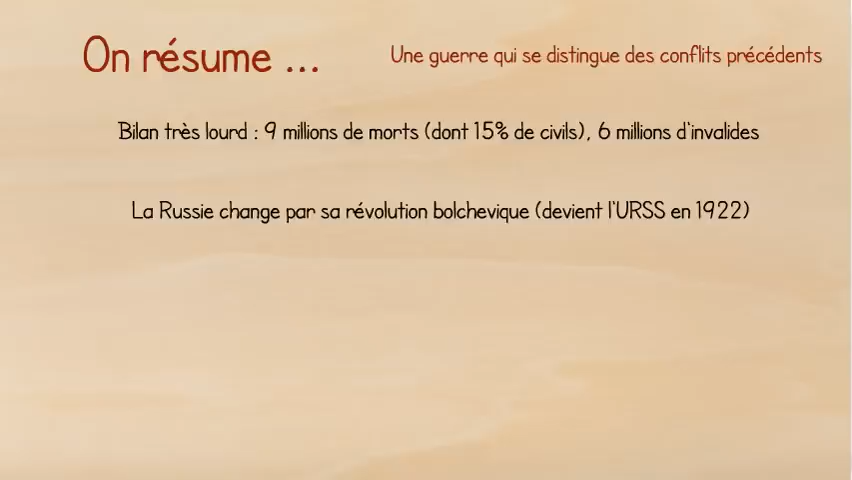 On résume ...
Une guerre qui se distingue des conflits précédents
Bilan très lourd : 9 millions de morts (dont 15% de civils), 6 millions d'invalides
La Russie change par sa révolution bolchevique (devient l'URSS en 1922)